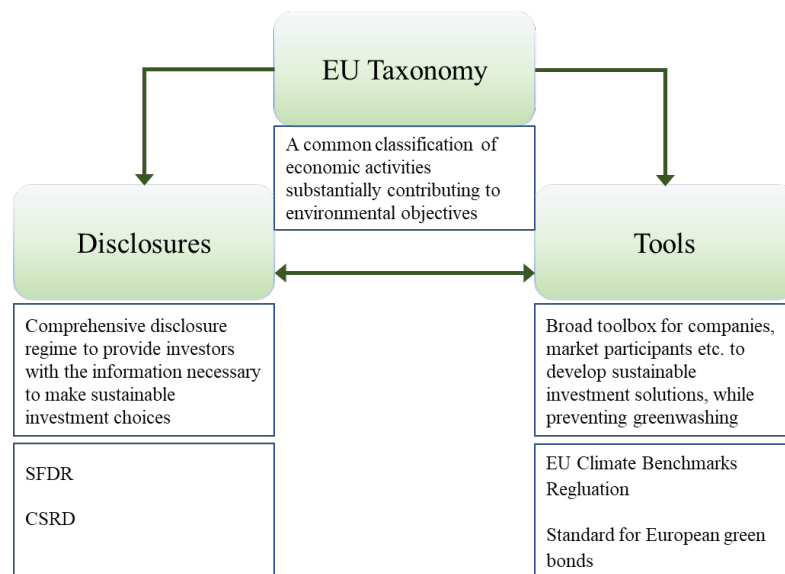 EU Taxonomy
A common classification of
economic activities
substantially contributing to
environmental objectives
Disclosures
Comprehensive disclosure
regime to provide investors
with the information necessary
to make sustainable
investment choices
SFDR
CSRD
Tools
Broad toolbox for companies,
market participants etc. to
develop sustainable
investment solutions, while
preventing greenwashing
EU Climate Benchmarks
Regluation
Standard for European green
bonds